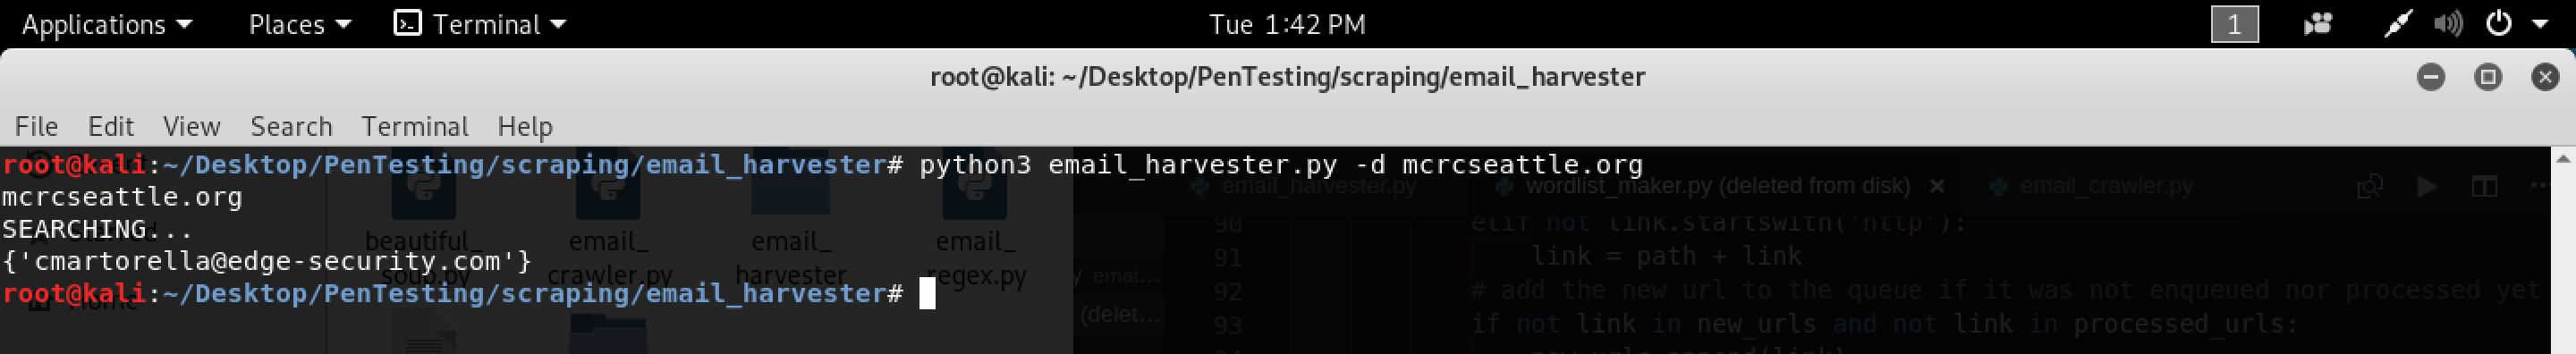 Applications Places Terminal Tue 1:42 PM 1
root@kali: ~/Desktop/PenTesting/scraping/email_harvester
File Edit View Search Terminal Help
root@kali:~/Desktop/PenTesting/scraping/email_harvester# python3 email_harvester.py -d mcrcseattle.org
mcrcseattle.org
SEARCHING...
{'cmartorella@edge-security.com'}
root@kali:~/Desktop/PenTesting/scraping/email_harvester#
email_harvester.py wordlist_maker.py (deleted from disk) email_crawler.py
beautiful_soup.py
email_crawler.py
email_harvester
email_regex.py
Home
emai...
(delet...
90 elif not link.startswith('http'):
91 link = path + link
92 # add the new url to the queue if it was not enqueued nor processed yet
93 if not link in new_urls and not link in processed_urls: